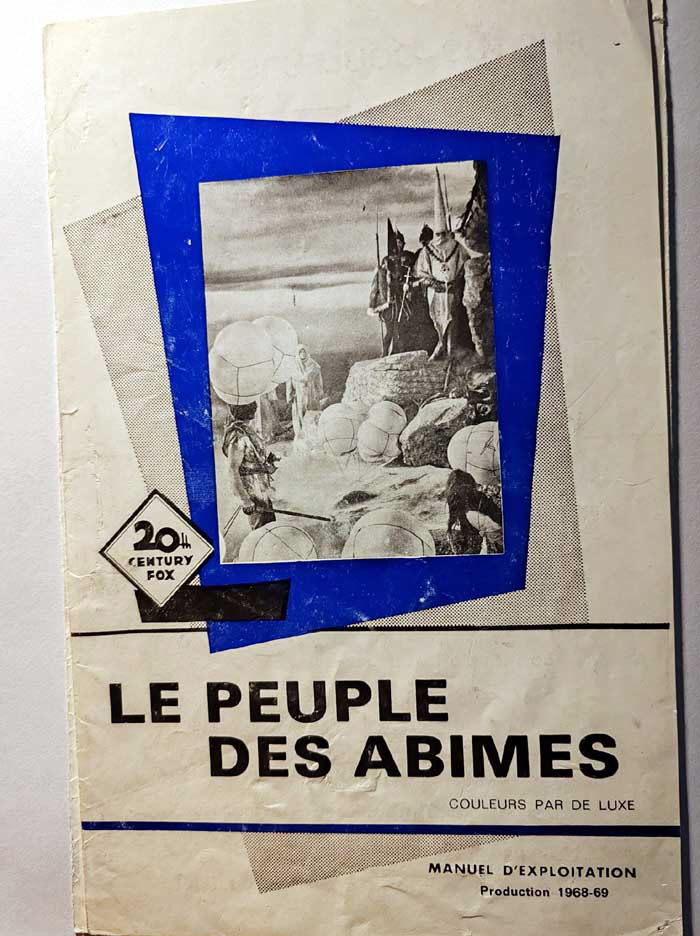 20th
CENTURY
FOX
LE PEUPLE
DES ABIMES
COULEURS PAR DE LUXE
MANUEL D'EXPLOITATION
Production 1968-69